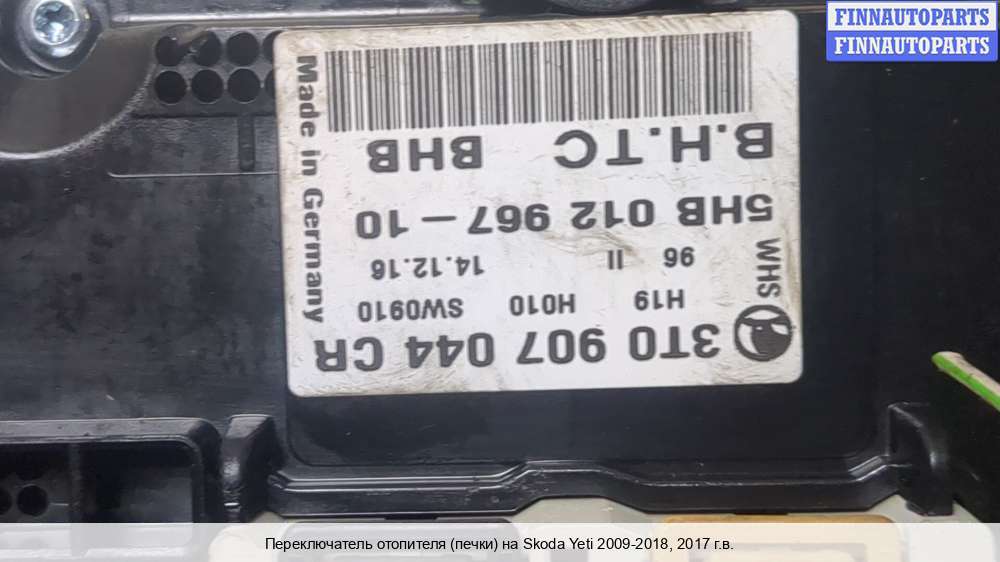 FINNAUTOPARTS
FINNAUTOPARTS
3T0 907 044 CR
H19 H010 SW0910
96 II 14.12.16
WHS
5HB 012 967-10
B.H.TC BHB
Made in Germany
Переключатель отопителя (печки) на Skoda Yeti 2009-2018, 2017 г.в.